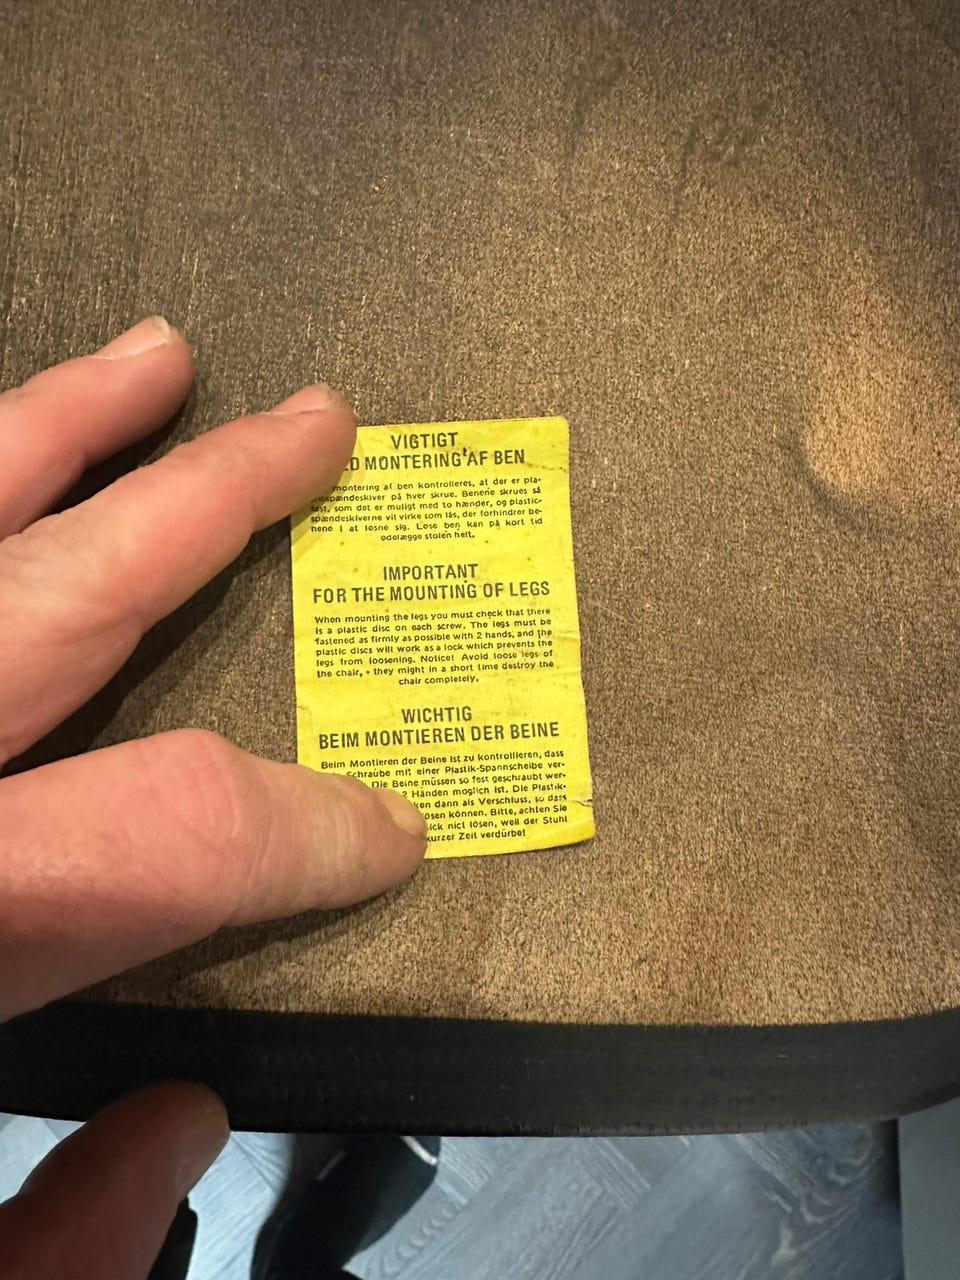 VIGTIGT
MONTERING AF BEN
montering af ben kontrolleres, at der er pla-
spændeskiver på hver skrue. Benene skrues så
fast, som det er muligt med to hænder, og plastic-
spændeskiverne vil virke som lås, der forhindrer be-
nene i at løsne sig. Løse ben kan på kort tid
ødelægge stolen helt.
IMPORTANT
FOR THE MOUNTING OF LEGS
When mounting the legs you must check that there
is a plastic disc on each screw. The legs must be
fastened as firmly as possible with 2 hands, and the
plastic discs will work as a lock which prevents the
legs from loosening. Notice! Avoid loose legs of
the chair, - they might in a short time destroy the
chair completely.
WICHTIG
BEIM MONTIEREN DER BEINE
Beim Montieren der Beine ist zu kontrollieren, dass
Schraube mit einer Plastik-Spannscheibe ver-
Die Beine müssen so fest geschraubt wer-
2 Händen moglich ist. Die Plastik-
dann als Verschluss, so dass
können. Bitte, achten Sie
nict lösen, weil der Stuhl
kurzer Zeit verdürbe!